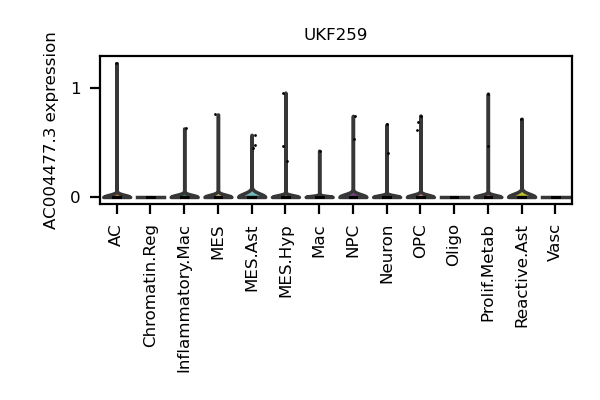 UKF259
AC004477.3 expression
1
0
AC
Chromatin.Reg
Inflammatory.Mac
MES
MES.Ast
MES.Hyp
Mac
NPC
Neuron
OPC
Oligo
Prolif.Metab
Reactive.Ast
Vasc